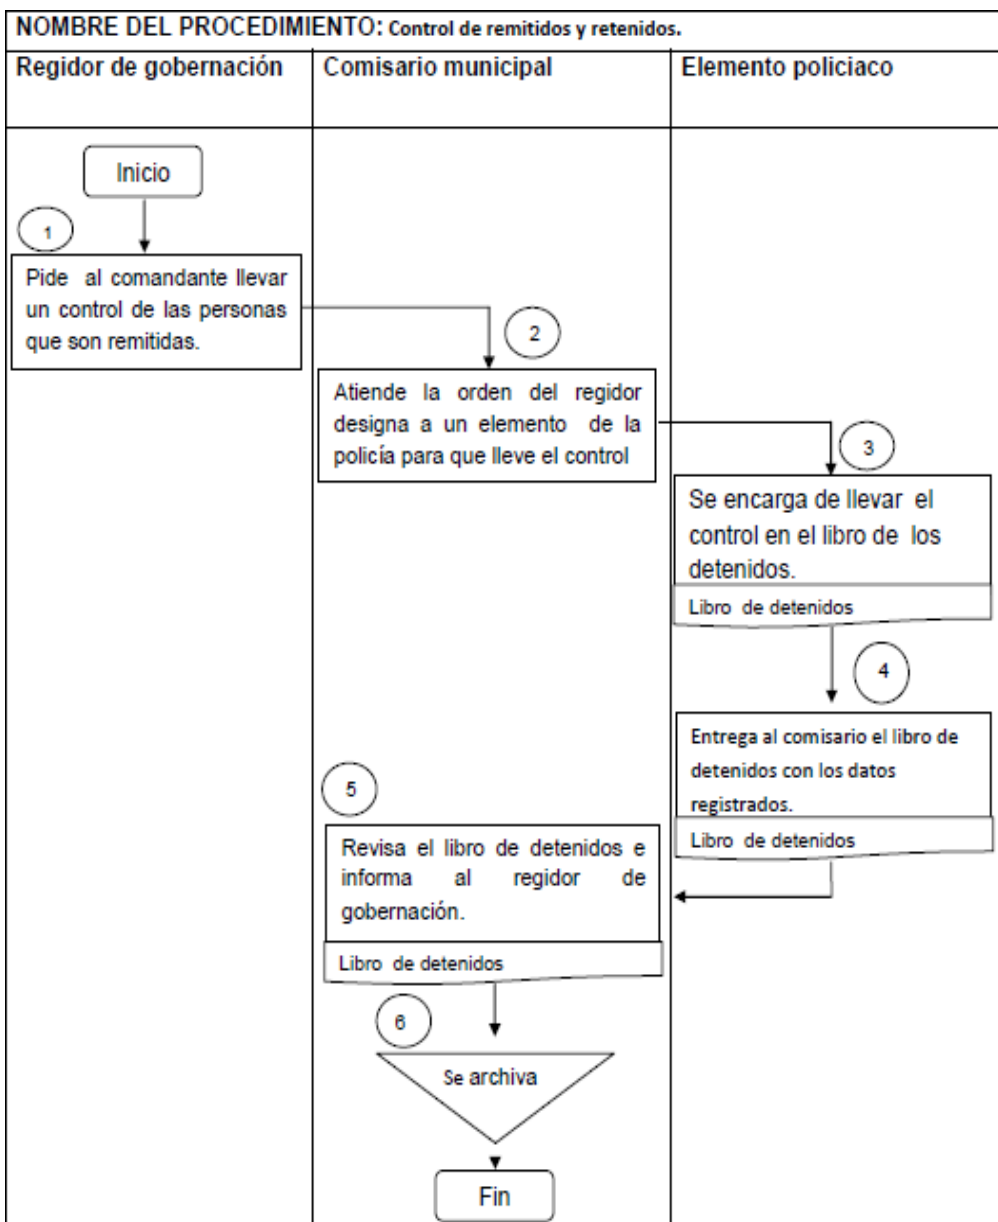 NOMBRE DEL PROCEDIMIENTO: Control de remitidos y retenidos.
Regidor de gobernación
Comisario municipal
Elemento policiaco
Inicio
1
Pide al comandante llevar
un control de las personas
que son remitidas.
2
Atiende la orden del regidor
designa a un elemento de la
policía para que lleve el control
3
Se encarga de llevar el
control en el libro de los
detenidos.
Libro de detenidos
4
Entrega al comisario el libro de
detenidos con los datos
registrados.
Libro de detenidos
5
Revisa el libro de detenidos e
informa al regidor de
gobernación.
Libro de detenidos
6
Se archiva
Fin